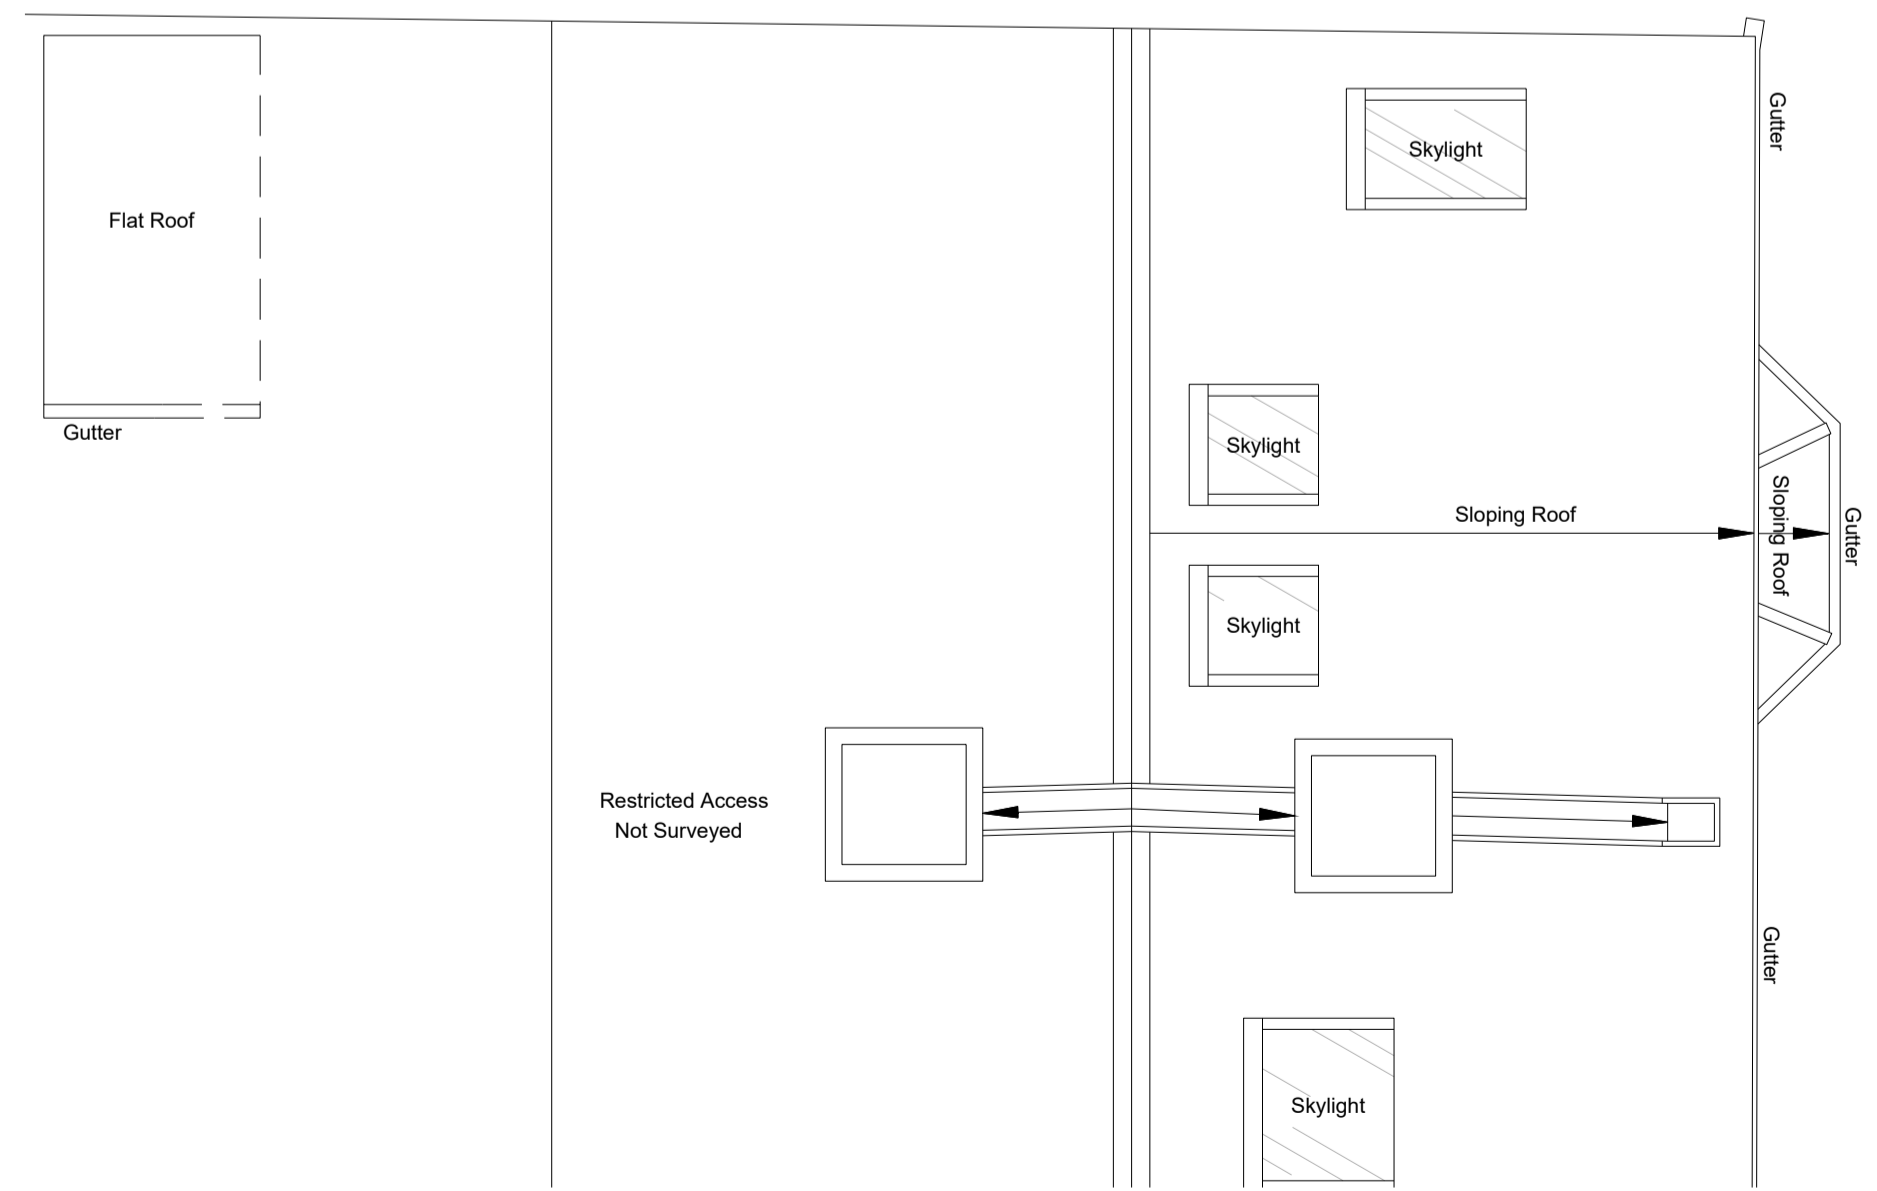 Gutter
Skylight
Flat Roof
Gutter
Skylight
Sloping Roof
Sloping Roof
Gutter
Skylight
Restricted Access
Not Surveyed
Gutter
Skylight